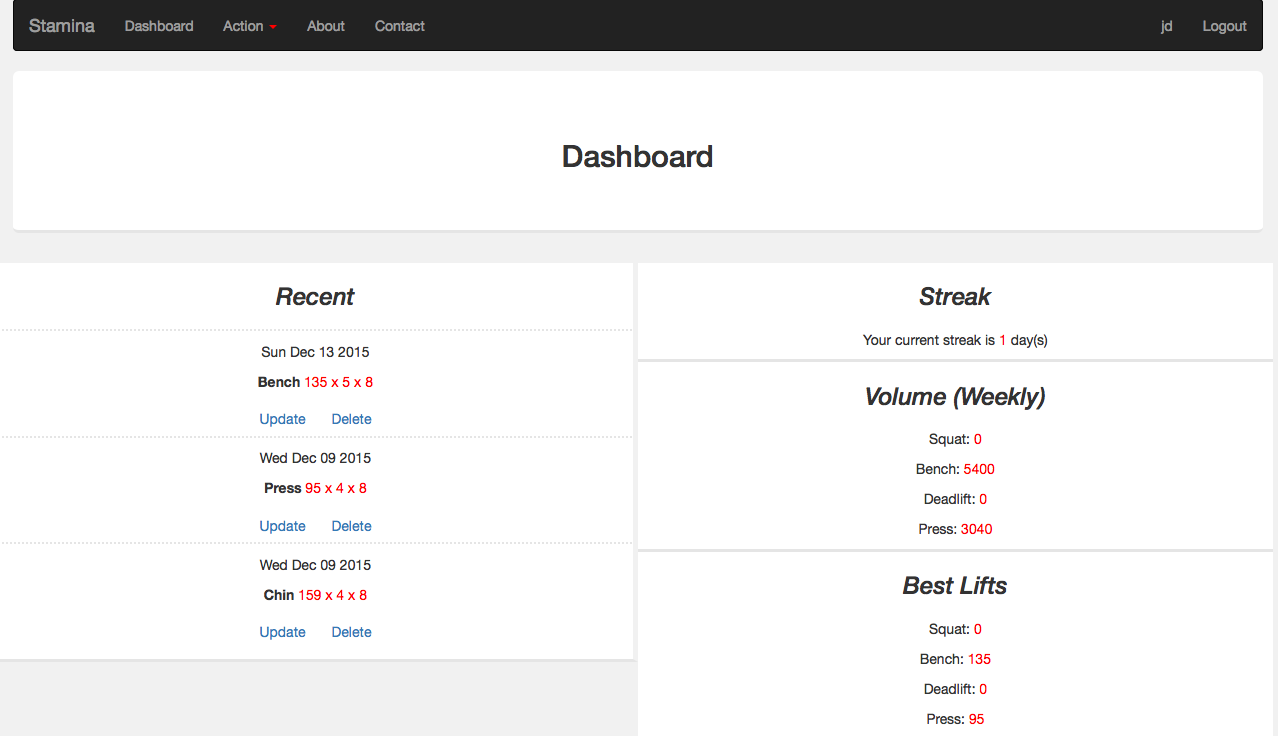 Stamina Dashboard Action About Contact jd Logout
Dashboard
Recent
Sun Dec 13 2015
Bench 135 x 5 x 8
Update Delete
Wed Dec 09 2015
Press 95 x 4 x 8
Update Delete
Wed Dec 09 2015
Chin 159 x 4 x 8
Update Delete
Streak
Your current streak is 1 day(s)
Volume (Weekly)
Squat: 0
Bench: 5400
Deadlift: 0
Press: 3040
Best Lifts
Squat: 0
Bench: 135
Deadlift: 0
Press: 95